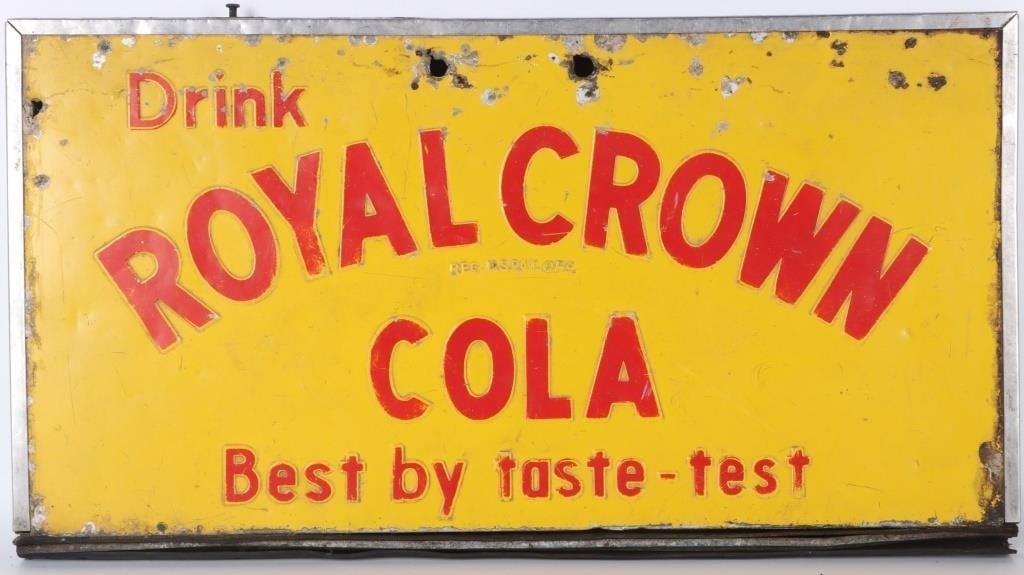 Drink
ROYAL CROWN
REG. U.S. PAT. OFF.
COLA
Best by taste-test